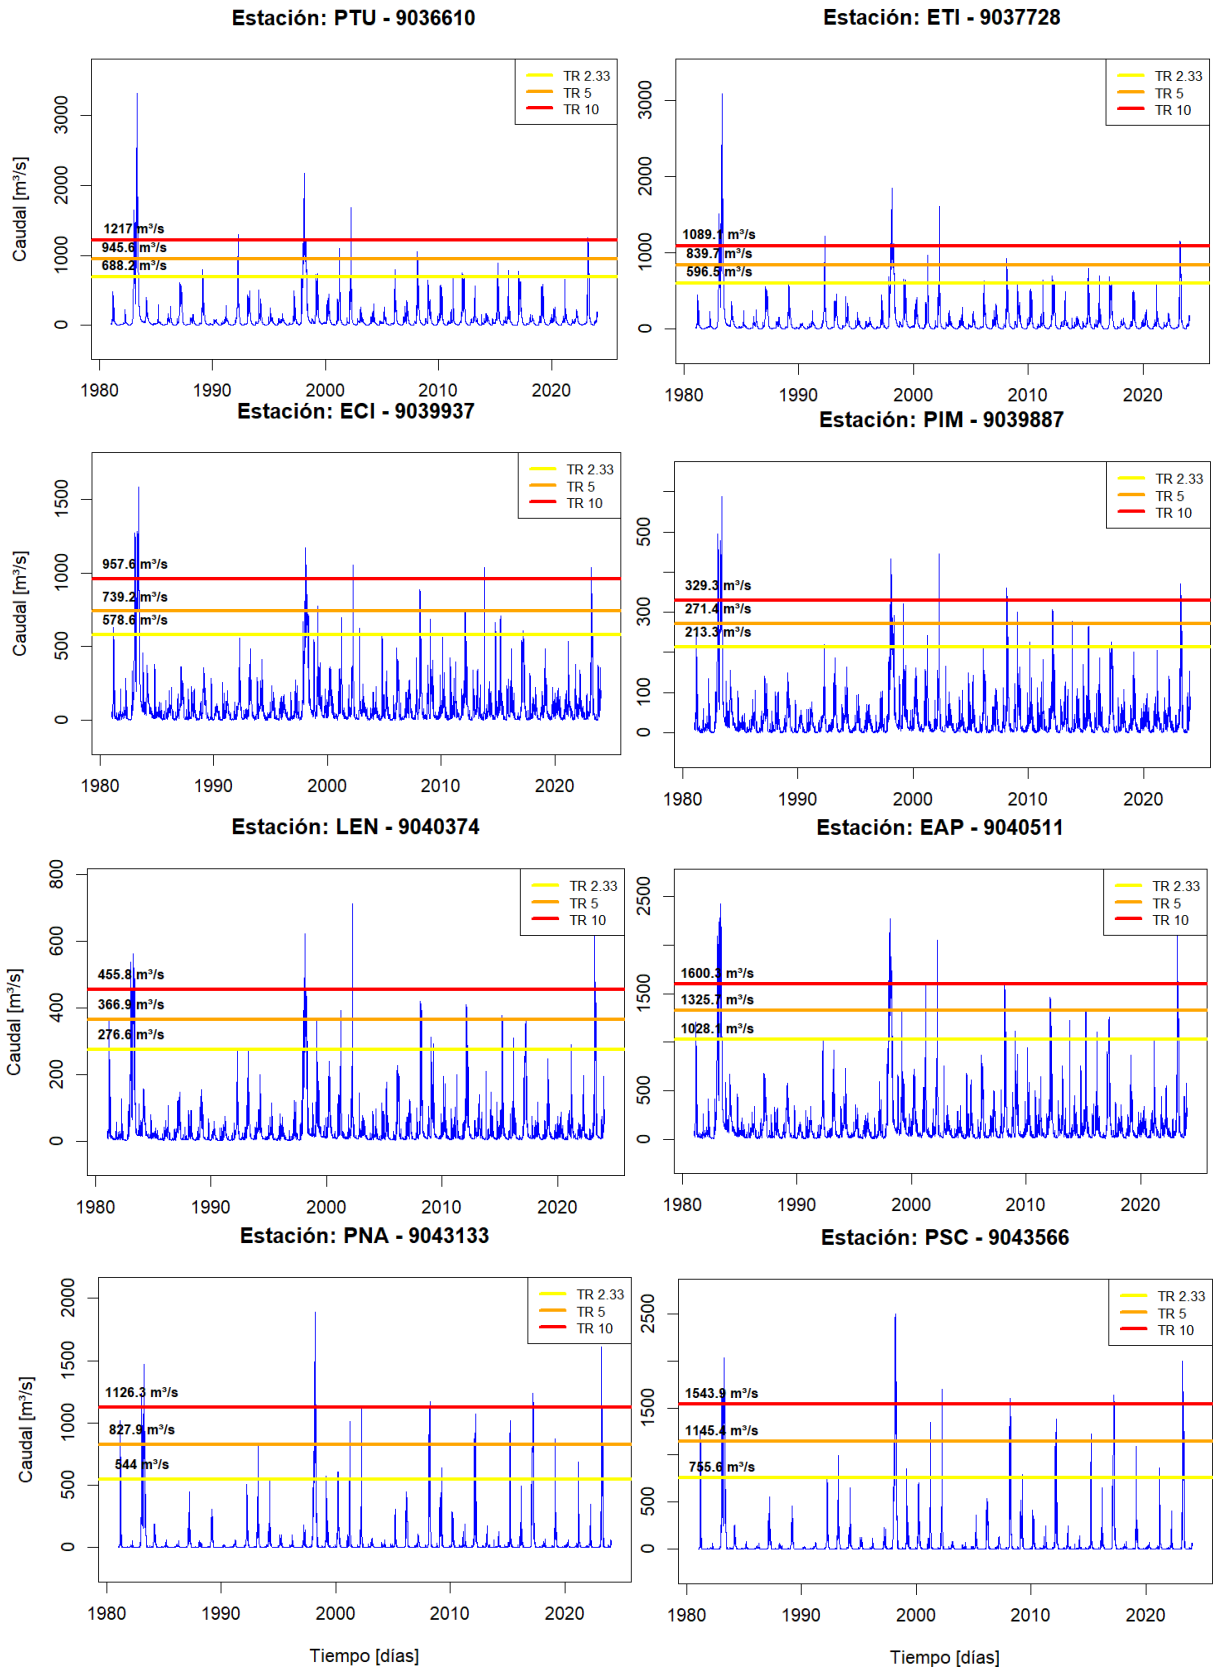 Estación: PTU - 9036610
Caudal [m³/s]
3000
2000
1000
0
1217 m³/s
945.6 m³/s
688.2 m³/s
TR 2.33
TR 5
TR 10
1980 1990 2000 2010 2020
Estación: ETI - 9037728
3000
2000
1000
0
1089.1 m³/s
839.7 m³/s
596.5 m³/s
TR 2.33
TR 5
TR 10
1980 1990 2000 2010 2020
Estación: ECI - 9039937
Caudal [m³/s]
1500
1000
500
0
957.6 m³/s
739.2 m³/s
578.6 m³/s
TR 2.33
TR 5
TR 10
1980 1990 2000 2010 2020
Estación: PIM - 9039887
500
300
100
0
329.3 m³/s
271.4 m³/s
213.3 m³/s
TR 2.33
TR 5
TR 10
1980 1990 2000 2010 2020
Estación: LEN - 9040374
Caudal [m³/s]
800
600
400
200
0
455.8 m³/s
366.9 m³/s
276.6 m³/s
TR 2.33
TR 5
TR 10
1980 1990 2000 2010 2020
Estación: EAP - 9040511
2500
1500
500
0
1600.3 m³/s
1325.7 m³/s
1028.1 m³/s
TR 2.33
TR 5
TR 10
1980 1990 2000 2010 2020
Estación: PNA - 9043133
Caudal [m³/s]
2000
1500
1000
500
0
1126.3 m³/s
827.9 m³/s
544 m³/s
TR 2.33
TR 5
TR 10
1980 1990 2000 2010 2020
Tiempo [días]
Estación: PSC - 9043566
2500
1500
500
0
1543.9 m³/s
1145.4 m³/s
755.6 m³/s
TR 2.33
TR 5
TR 10
1980 1990 2000 2010 2020
Tiempo [días]